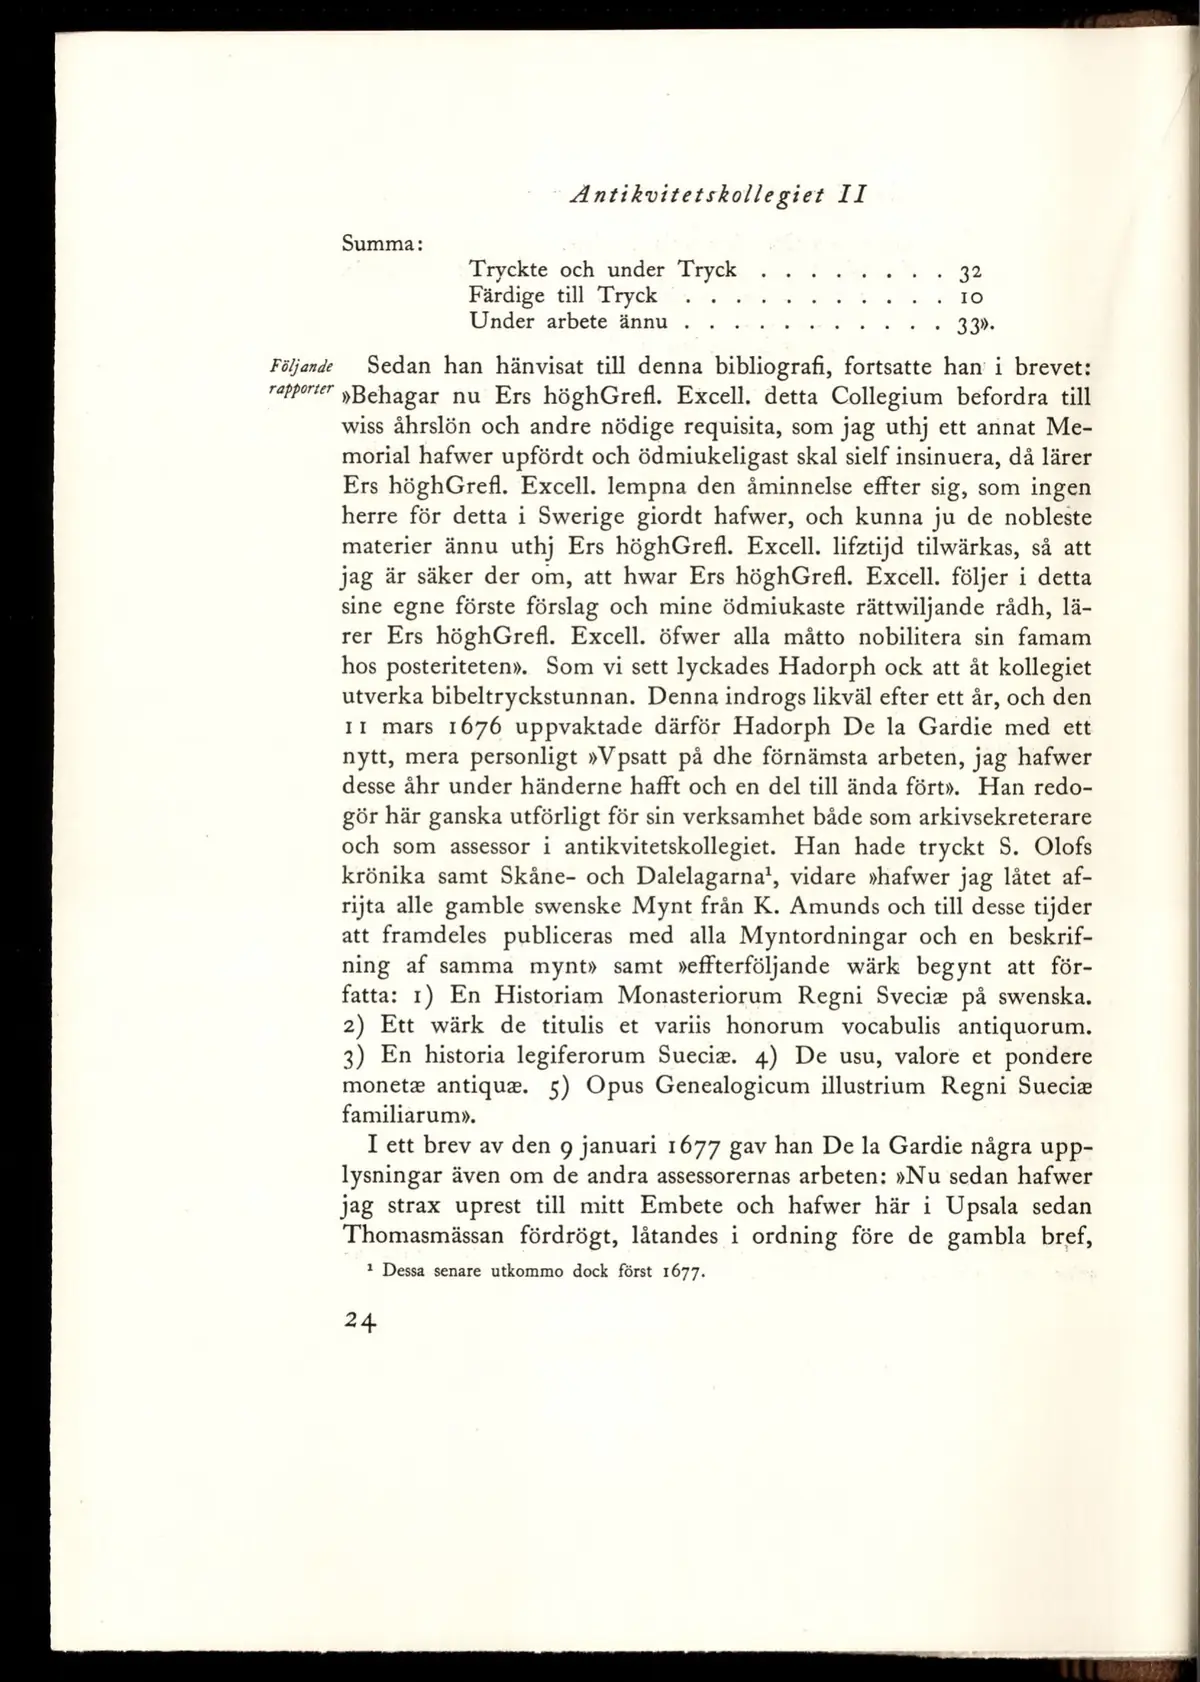 Antikvitetskollegiet II
Summa:
Tryckte och under Tryck . . . . . . . . 32
Färdige till Tryck . . . . . . . . . . . 10
Under arbete ännu . . . . . . . . . . . 33».
Följande
rapporter
Sedan han hänvisat till denna bibliografi, fortsatte han i brevet:
»Behagar nu Ers höghGrefl. Excell. detta Collegium befordra till
wiss åhrslön och andre nödige requisita, som jag uthj ett annat Me-
morial hafwer upfördt och ödmiukeligast skal sielf insinuera, då lärer
Ers höghGrefl. Excell. lempna den åminnelse effter sig, som ingen
herre för detta i Swerige giordt hafwer, och kunna ju de nobleste
materier ännu uthj Ers höghGrefl. Excell. lifztijd tilwärkas, så att
jag är säker der om, att hwar Ers höghGrefl. Excell. följer i detta
sine egne förste förslag och mine ödmiukaste rättwiljande rådh, lä-
rer Ers höghGrefl. Excell. öfwer alla måtto nobilitera sin famam
hos posteriteten». Som vi sett lyckades Hadorph ock att åt kollegiet
utverka bibeltryckstunnan. Denna indrogs likväl efter ett år, och den
11 mars 1676 uppvaktade därför Hadorph De la Gardie med ett
nytt, mera personligt »Vpsatt på dhe förnämsta arbeten, jag hafwer
desse åhr under händerne hafft och en del till ända fört». Han redo-
gör här ganska utförligt för sin verksamhet både som arkivsekreterare
och som assessor i antikvitetskollegiet. Han hade tryckt S. Olofs
krönika samt Skåne- och Dalelagarna¹, vidare »hafwer jag låtet af-
rijta alle gamble swenske Mynt från K. Amunds och till desse tijder
att framdeles publiceras med alla Myntordningar och en beskrif-
ning af samma mynt» samt »effterföljande wärk begynt att för-
fatta: 1) En Historiam Monasteriorum Regni Sveciæ på swenska.
2) Ett wärk de titulis et variis honorum vocabulis antiquorum.
3) En historia legiferorum Sueciæ. 4) De usu, valore et pondere
monetæ antiquæ. 5) Opus Genealogicum illustrium Regni Sueciæ
familiarum».
I ett brev av den 9 januari 1677 gav han De la Gardie några upp-
lysningar även om de andra assessorernas arbeten: »Nu sedan hafwer
jag strax uprest till mitt Embete och hafwer här i Upsala sedan
Thomasmässan fördrögt, låtandes i ordning före de gambla bref,
¹ Dessa senare utkommo dock först 1677.
24